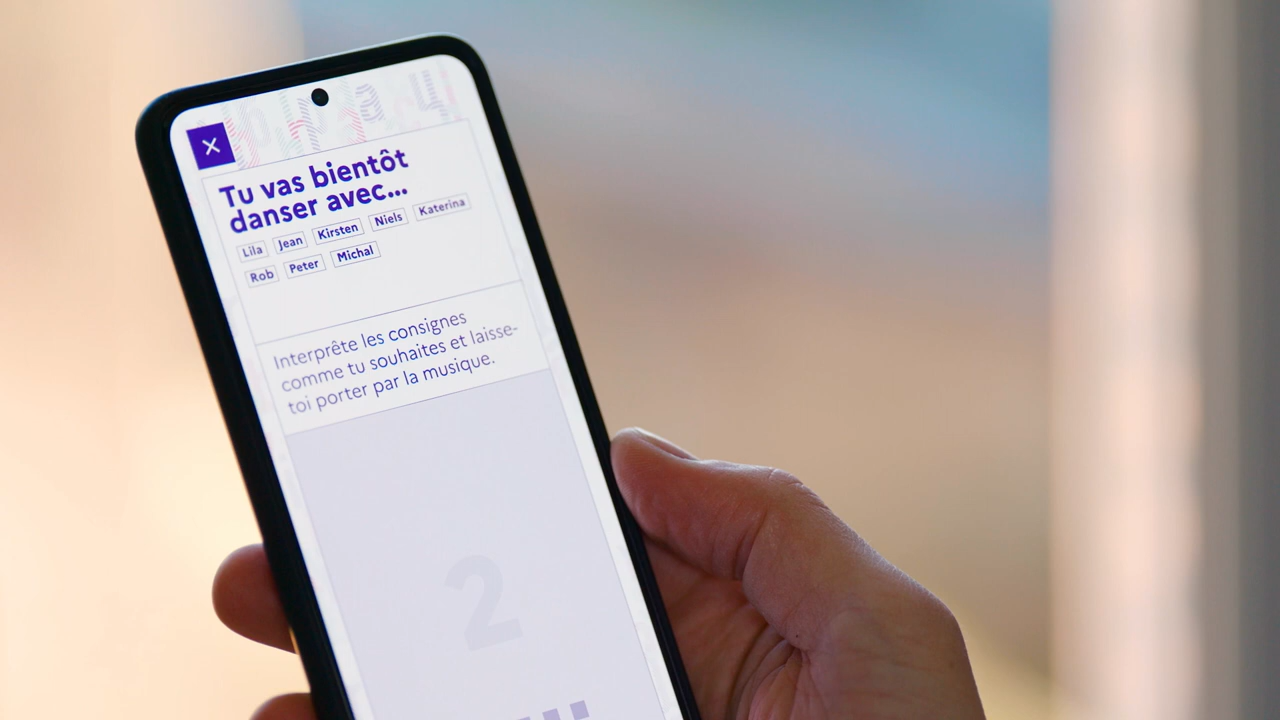 Tu vas bientôt
danser avec...
Lila Jean Kirsten Niels Katerina
Rob Peter Michal
Interprête les consignes
comme tu souhaites et laisse-
toi porter par la musique.
2